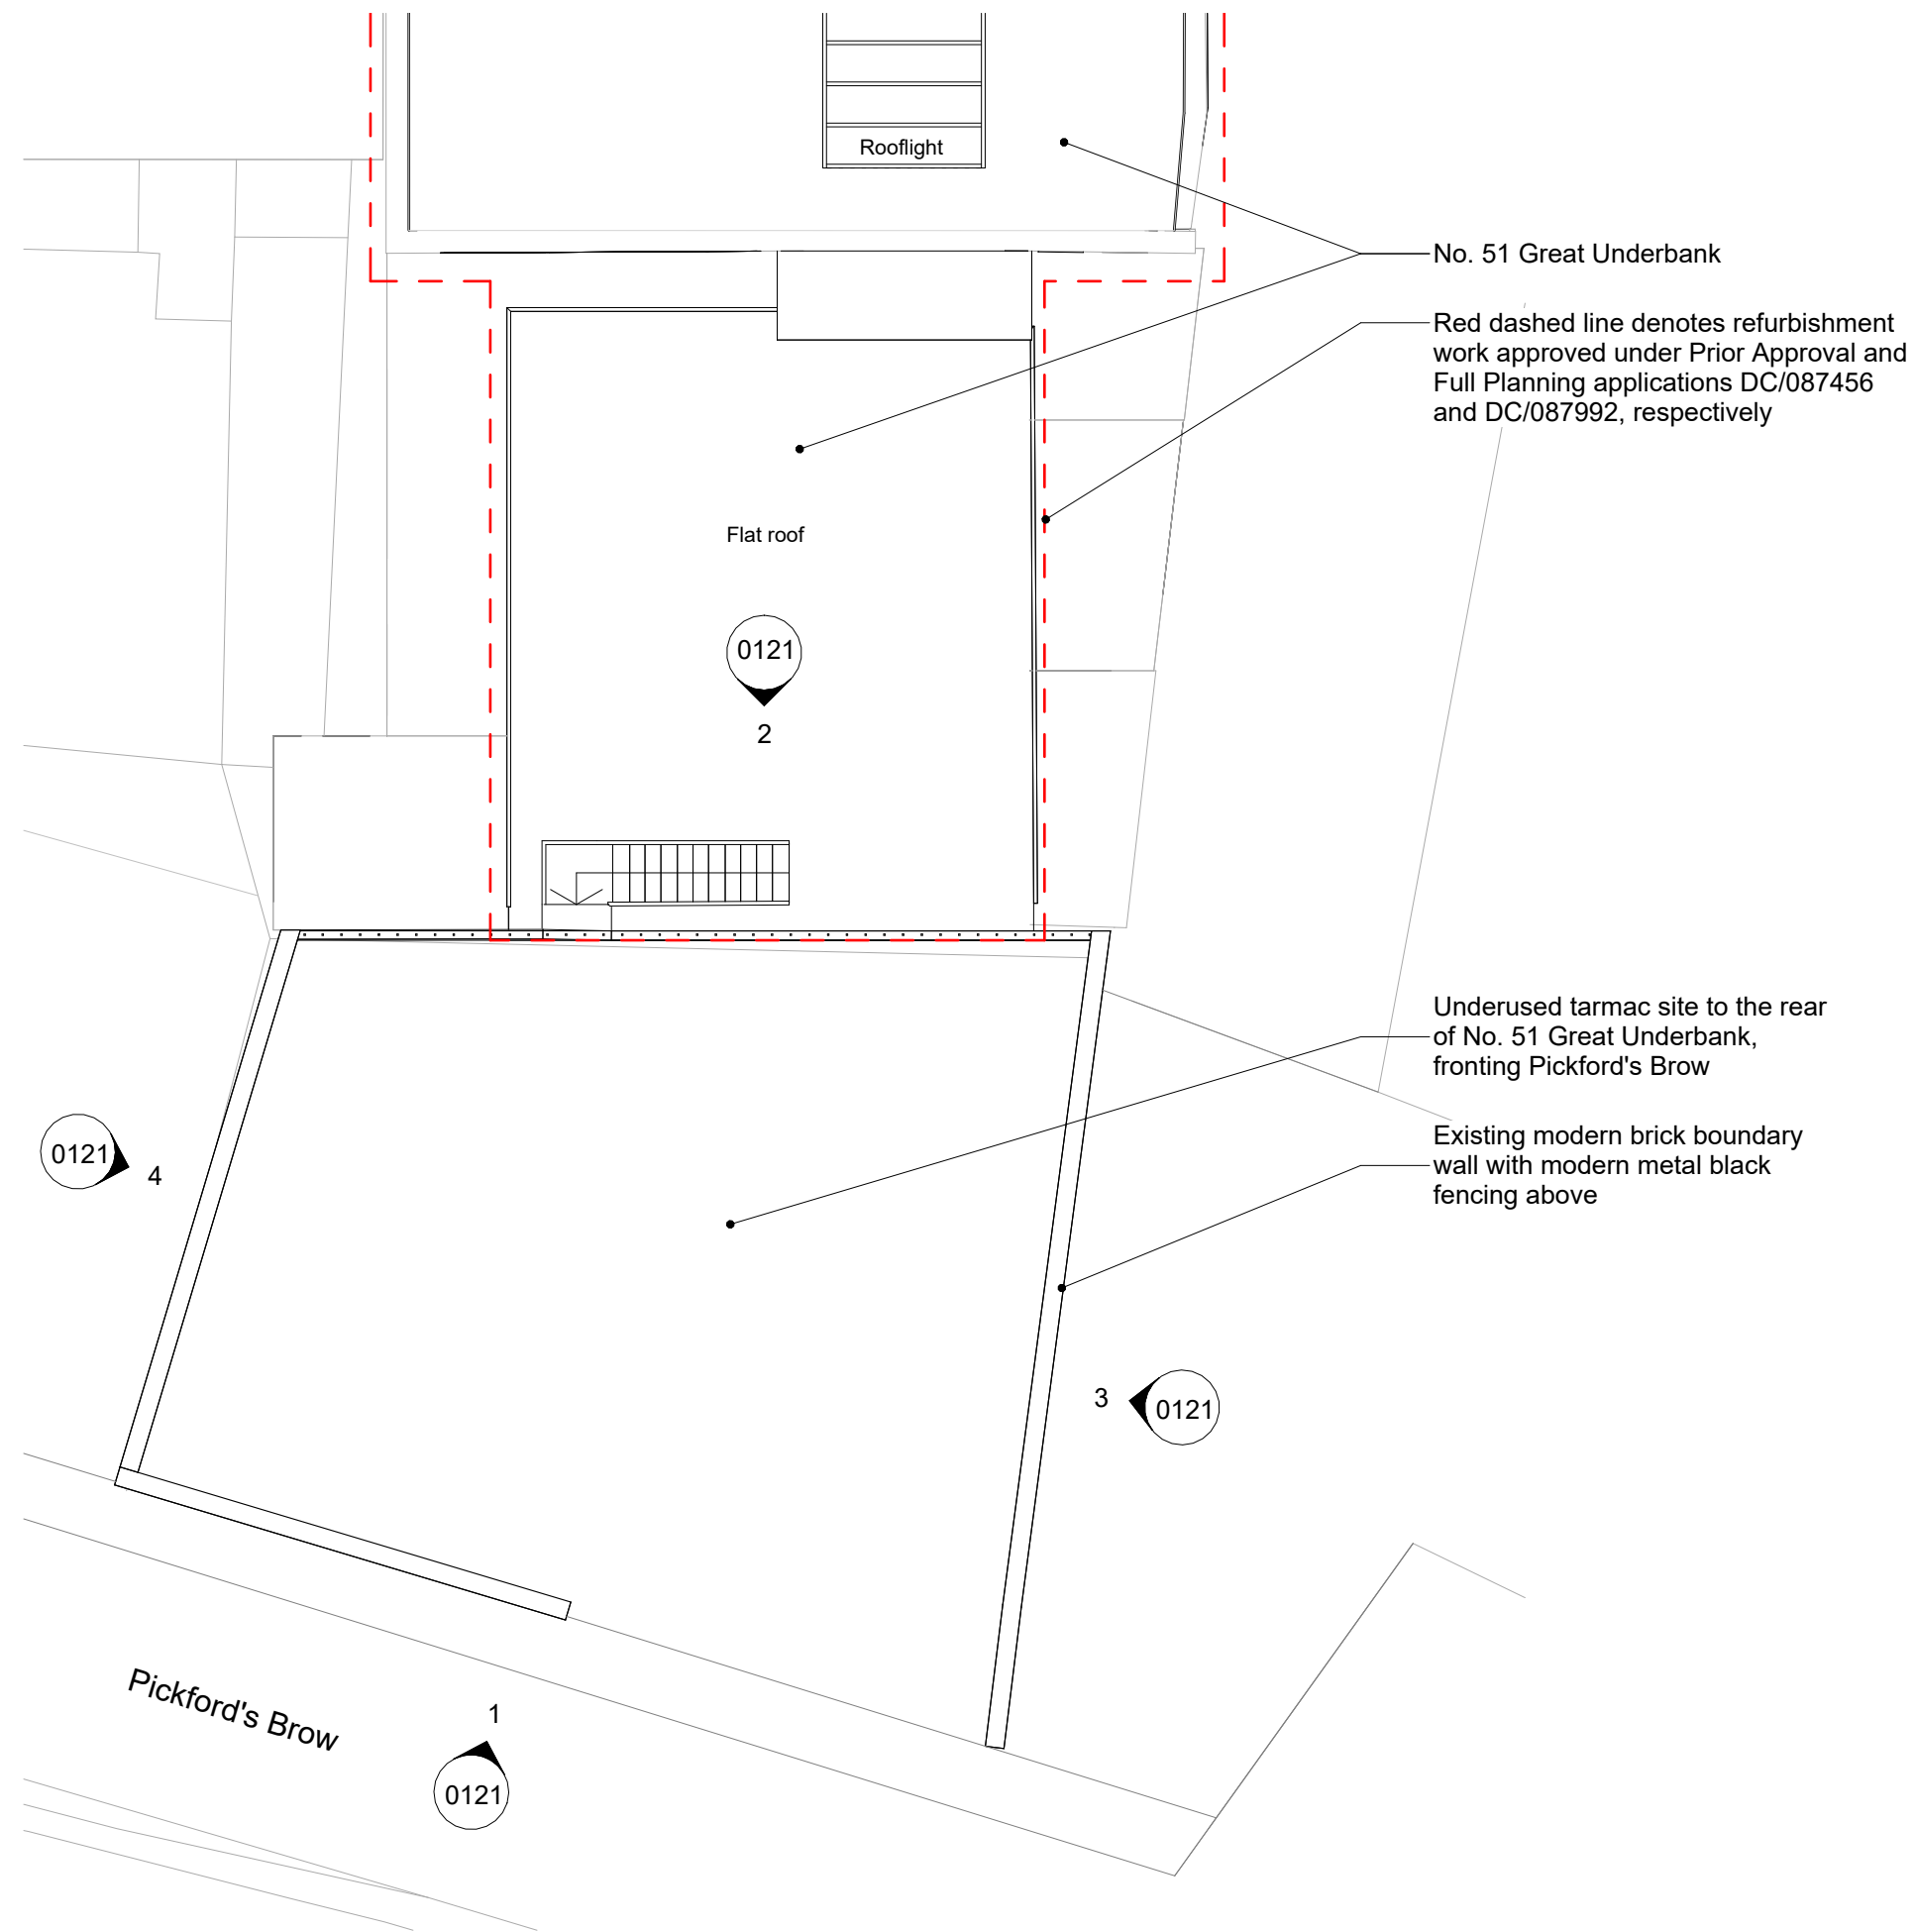 Rooflight
No. 51 Great Underbank
Red dashed line denotes refurbishment
work approved under Prior Approval and
Full Planning applications DC/087456
and DC/087992, respectively
Flat roof
0121
2
Underused tarmac site to the rear
of No. 51 Great Underbank,
fronting Pickford's Brow
Existing modern brick boundary
wall with modern metal black
fencing above
0121
4
3
0121
Pickford's Brow
1
0121